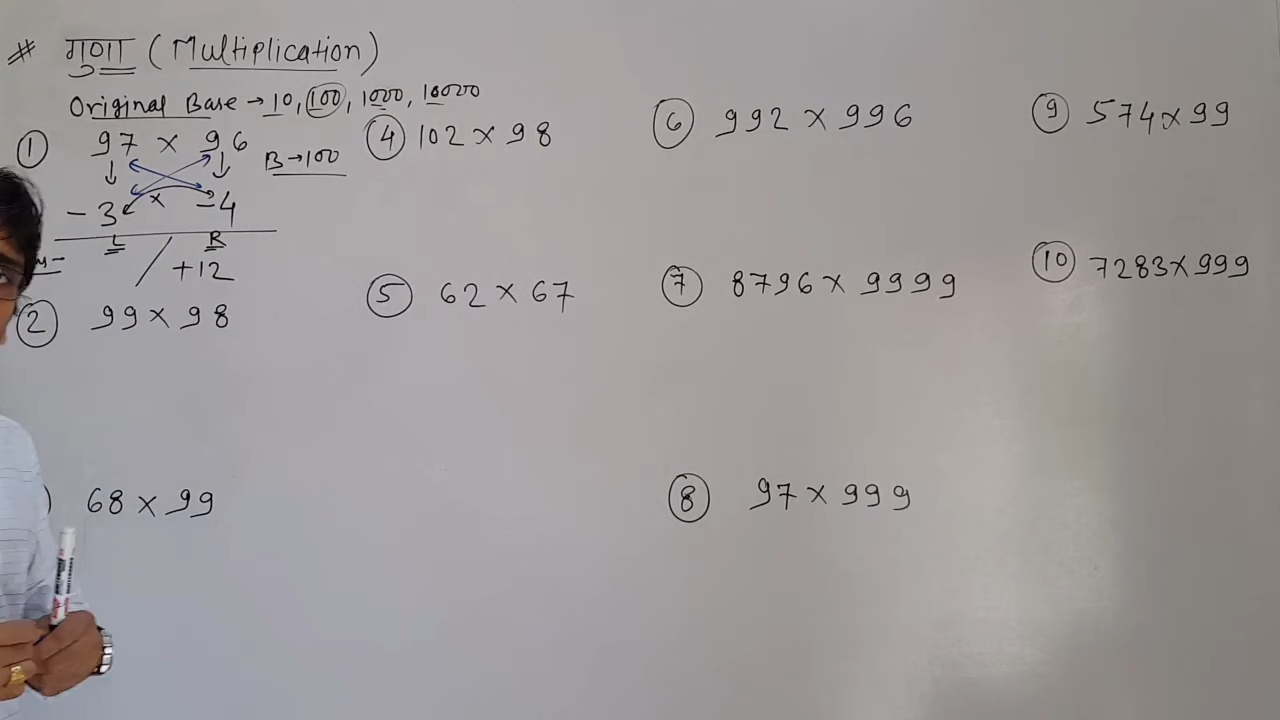 # गुणा (Multiplication)
Original Base → 10, 100, 1000, 10000
① 97 × 96
B → 100
-3 × -4
L / R
+12
② 99 × 98
) 68 × 99
④ 102 × 98
⑤ 62 × 67
⑥ 992 × 996
⑦ 8796 × 9999
⑧ 97 × 999
⑨ 574 × 99
⑩ 7283 × 999